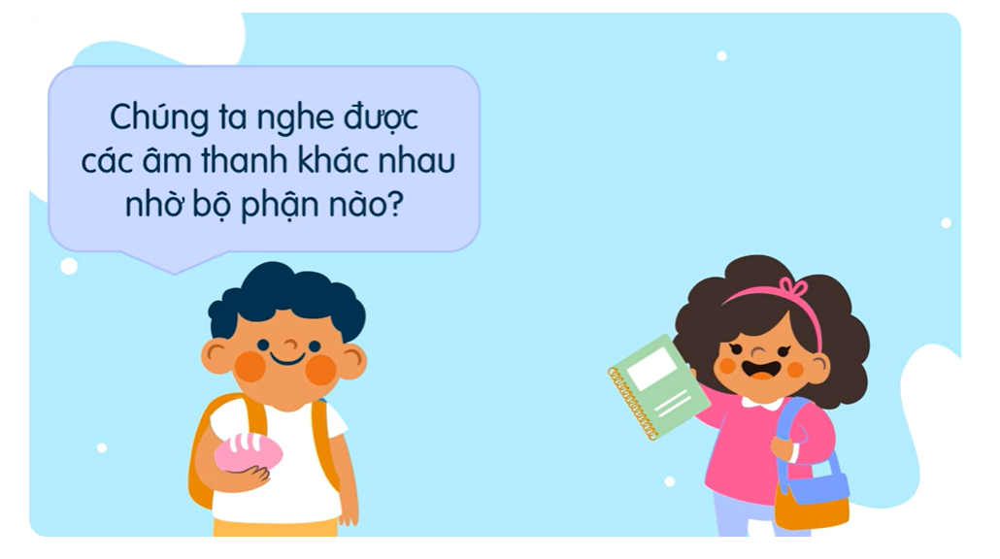 Chúng ta nghe được
các âm thanh khác nhau
nhờ bộ phận nào?